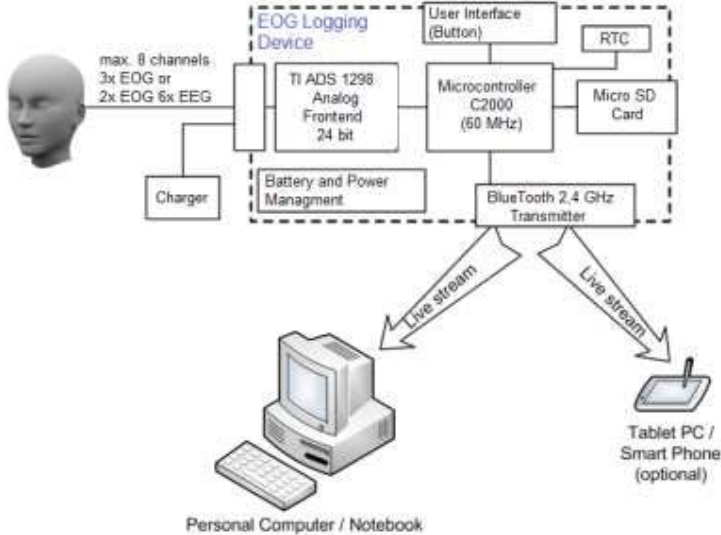 EOG Logging
Device
User Interface
(Button)
RTC
max. 8 channels
3x EOG or
2x EOG 6x EEG
TI ADS 1298
Analog
Frontend
24 bit
Microcontroller
C2000
(60 MHz)
Micro SD
Card
Charger
Battery and Power
Managment
BlueTooth 2,4 GHz
Transmitter
Live stream
Live stream
Tablet PC /
Smart Phone
(optional)
Personal Computer / Notebook